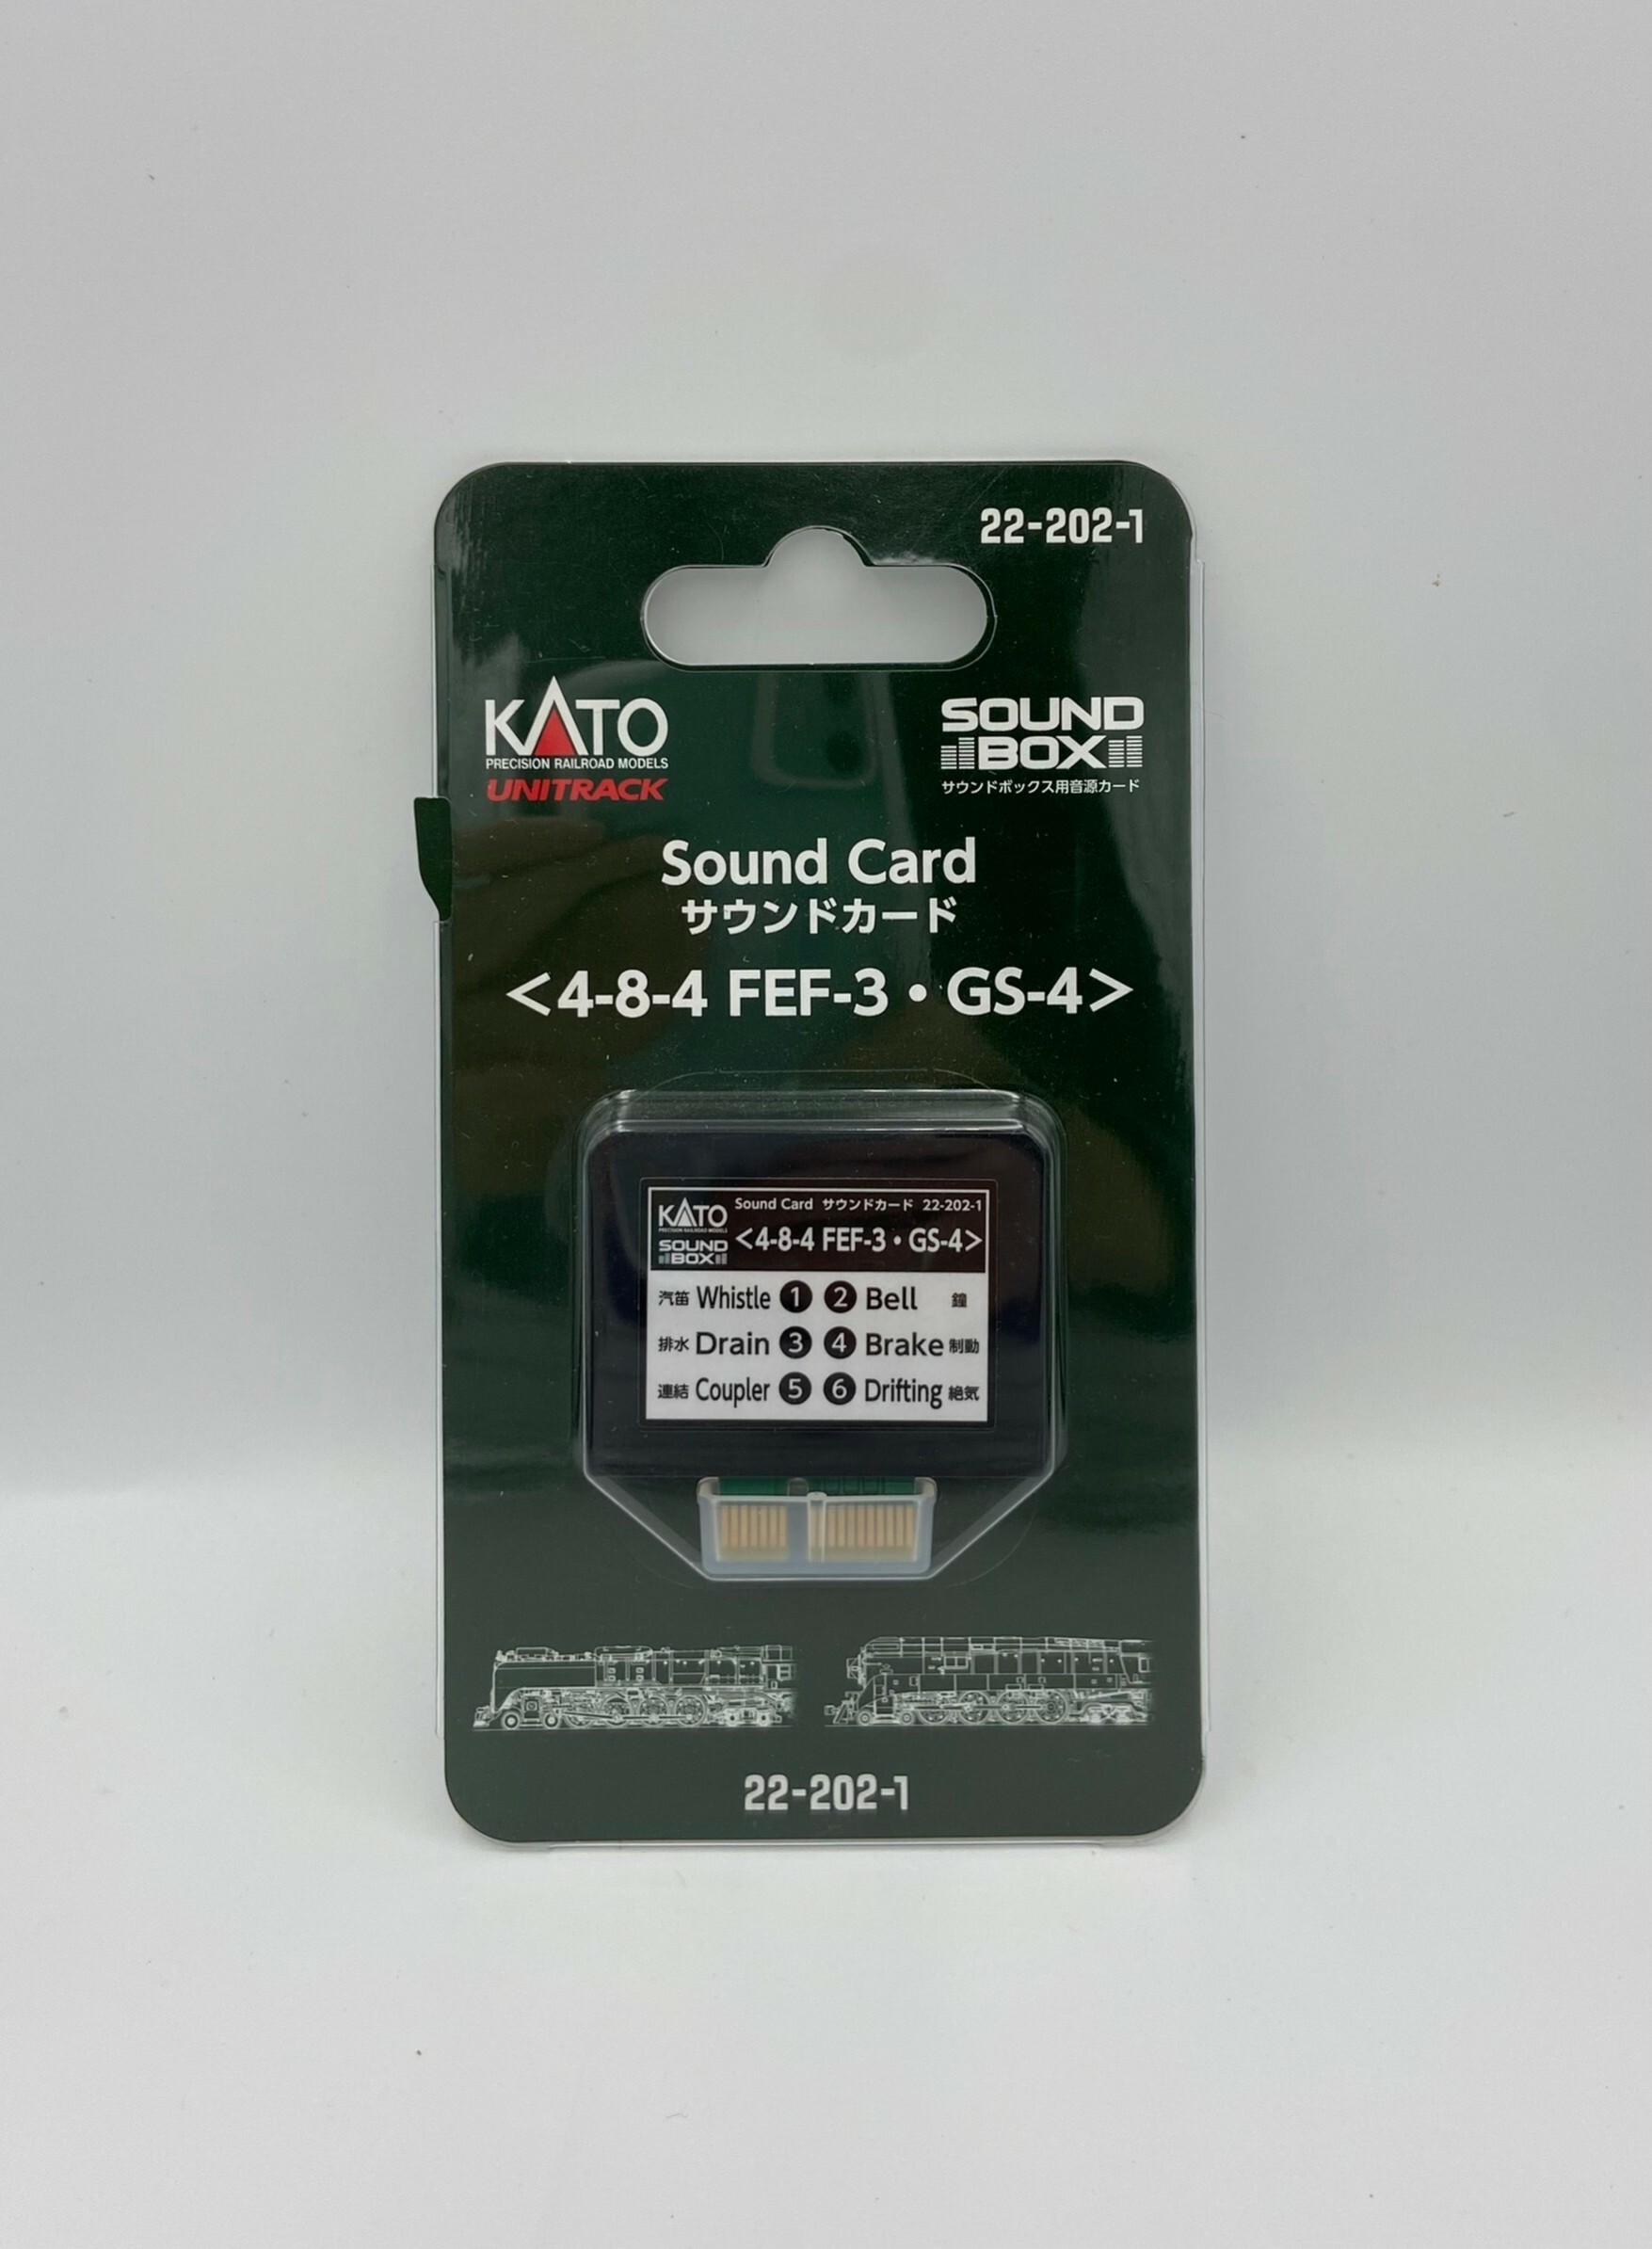 22-202-1
KATO
PRECISION RAILROAD MODELS
UNITRACK
SOUND
BOX
サウンドボックス用音源カード
Sound Card
サウンドカード
<4-8-4 FEF-3・GS-4>
KATO Sound Card サウンドカード 22-202-1
PRECISION RAILROAD MODELS
SOUND BOX <4-8-4 FEF-3・GS-4>
汽笛 Whistle 1 2 Bell 鐘
排水 Drain 3 4 Brake 制動
連結 Coupler 5 6 Drifting 絶気
22-202-1